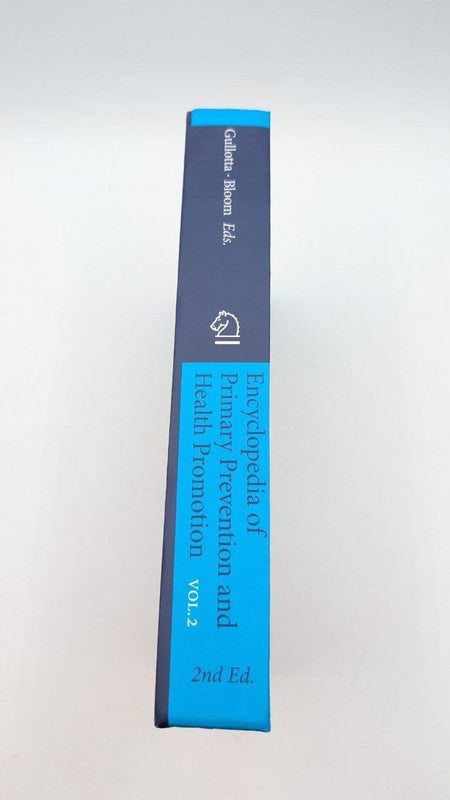 Gullotta · Bloom Eds.
Encyclopedia of
Primary Prevention and
Health Promotion VOL. 2
2nd Ed.